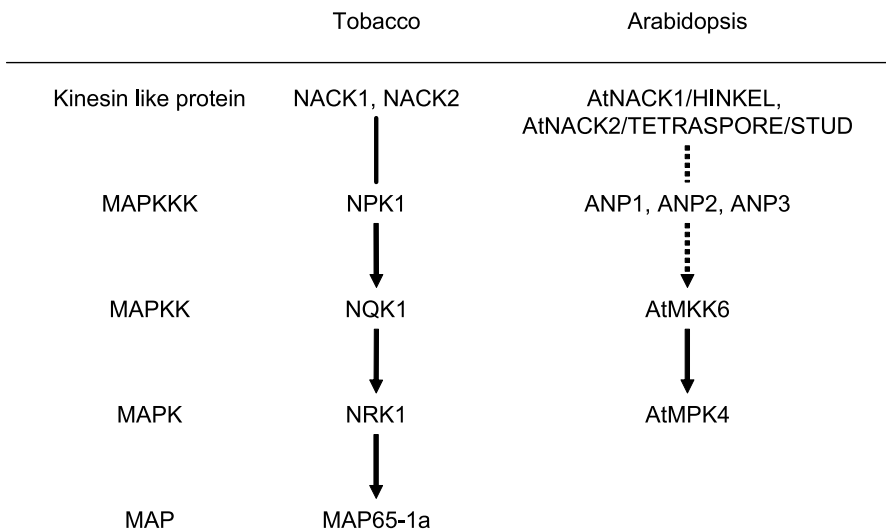 Tobacco Arabidopsis
Kinesin like protein NACK1, NACK2 AtNACK1/HINKEL,
AtNACK2/TETRASPORE/STUD
MAPKKK NPK1 ANP1, ANP2, ANP3
MAPKK NQK1 AtMKK6
MAPK NRK1 AtMPK4
MAP MAP65-1a